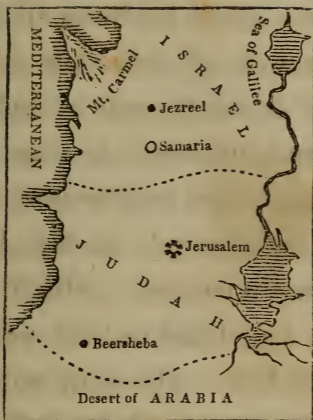 MEDITERRANEAN
Mt. Carmel
ISRAEL
Sea of Galilee
Jezreel
Samaria
JUDAH
Jerusalem
Beersheba
Desert of ARABIA